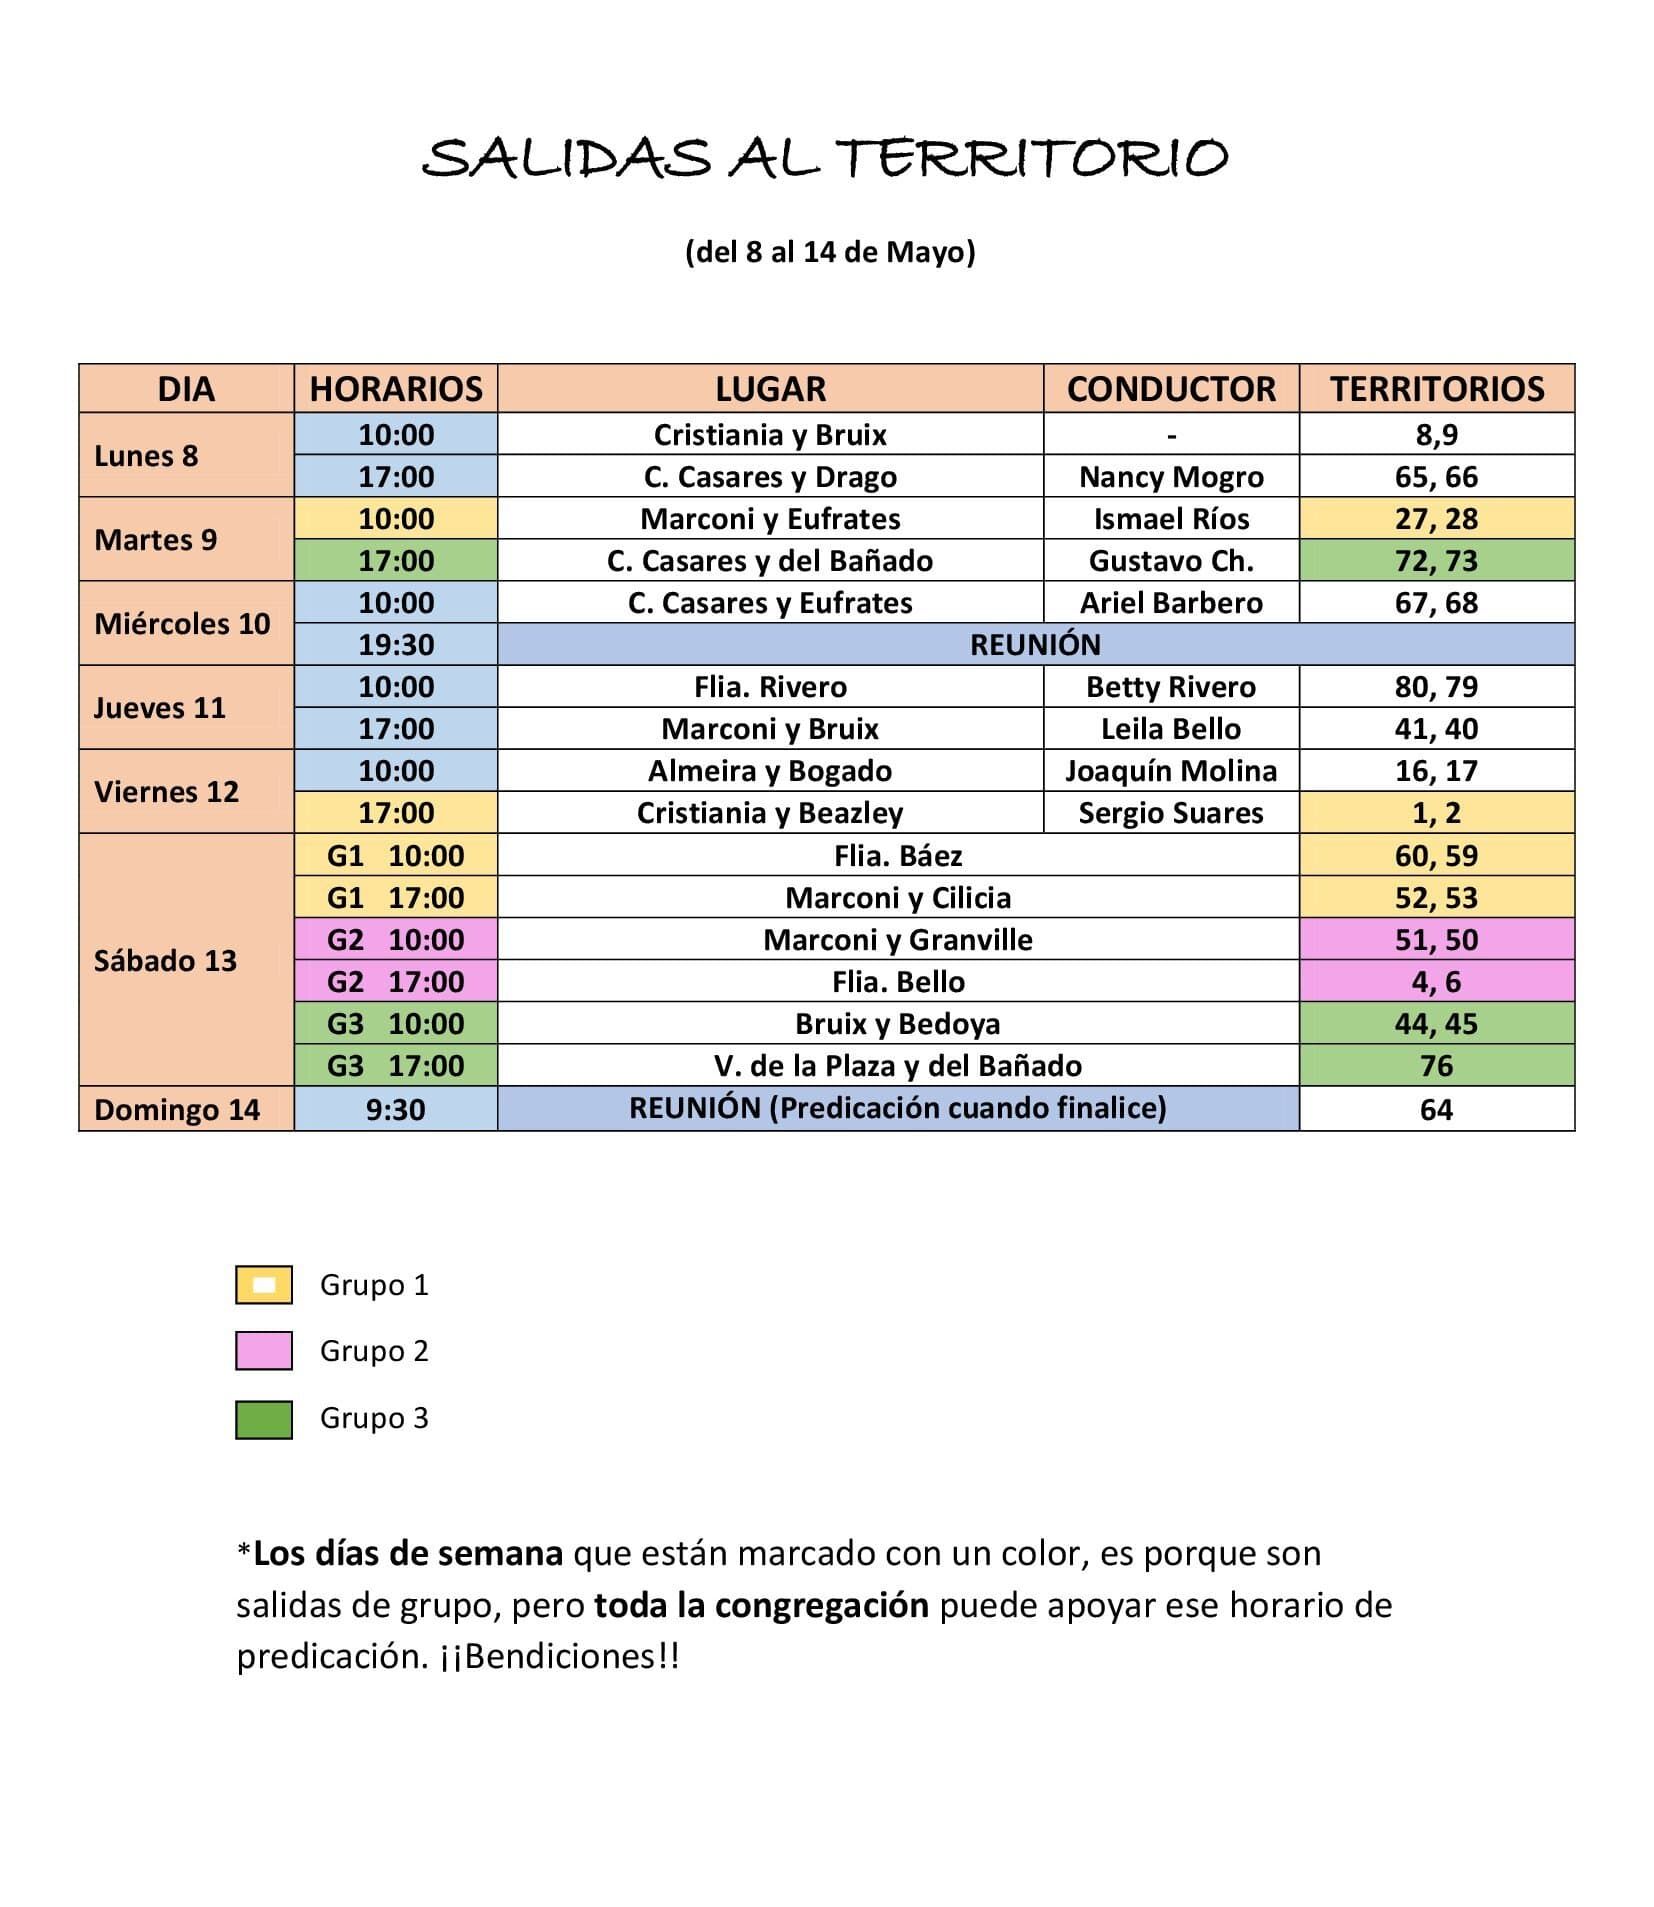 SALIDAS AL TERRITORIO
(del 8 al 14 de Mayo)
DIA HORARIOS LUGAR CONDUCTOR TERRITORIOS
Lunes 8
10:00 Cristiania y Bruix - 8,9
17:00 C. Casares y Drago Nancy Mogro 65, 66
Martes 9
10:00 Marconi y Eufrates Ismael Ríos 27, 28
17:00 C. Casares y del Bañado Gustavo Ch. 72, 73
Miércoles 10
10:00 C. Casares y Eufrates Ariel Barbero 67, 68
19:30 REUNIÓN
Jueves 11
10:00 Flia. Rivero Betty Rivero 80, 79
17:00 Marconi y Bruix Leila Bello 41, 40
Viernes 12
10:00 Almeira y Bogado Joaquín Molina 16, 17
17:00 Cristiania y Beazley Sergio Suares 1, 2
Sábado 13
G1 10:00 Flia. Báez 60, 59
G1 17:00 Marconi y Cilicia 52, 53
G2 10:00 Marconi y Granville 51, 50
G2 17:00 Flia. Bello 4, 6
G3 10:00 Bruix y Bedoya 44, 45
G3 17:00 V. de la Plaza y del Bañado 76
Domingo 14 9:30 REUNIÓN (Predicación cuando finalice) 64
Grupo 1
Grupo 2
Grupo 3
*Los días de semana que están marcado con un color, es porque son
salidas de grupo, pero toda la congregación puede apoyar ese horario de
predicación. ¡¡Bendiciones!!